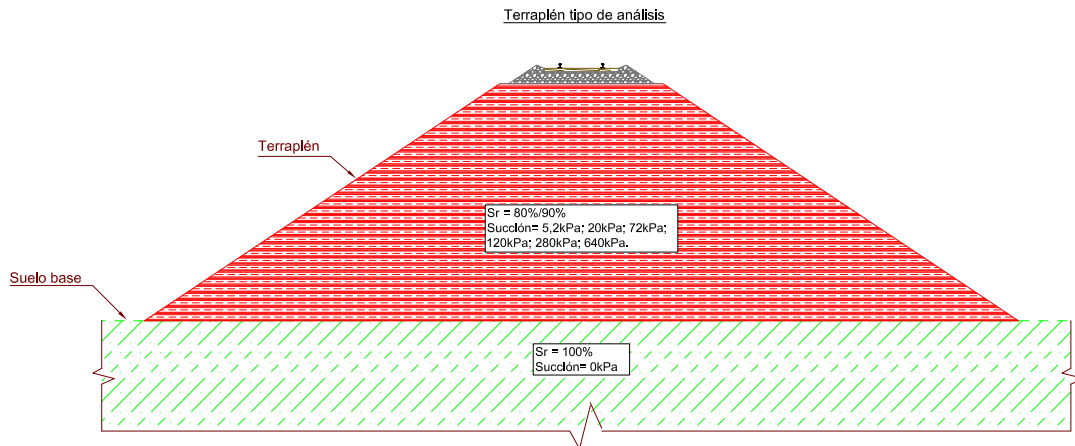 Terraplén tipo de análisis
Terraplén
Sr = 80%/90%
Succión= 5,2kPa; 20kPa; 72kPa;
120kPa; 280kPa; 640kPa.
Suelo base
Sr = 100%
Succión= 0kPa